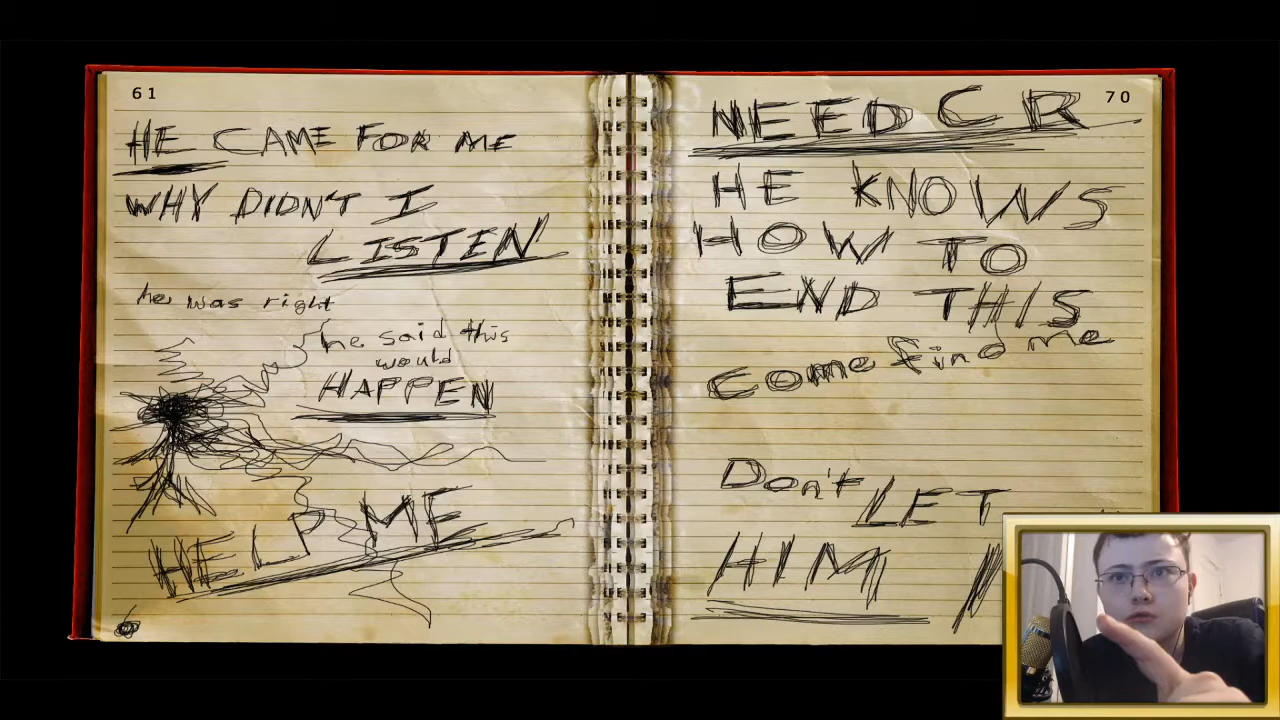 61
HE CAME FOR ME
WHY DIDN'T I
LISTEN
he was right
he said this
would
HAPPEN
HELP ME
70
NEED CR
HE KNOWS
HOW TO
END THIS
come find me
Don't LET
HIM